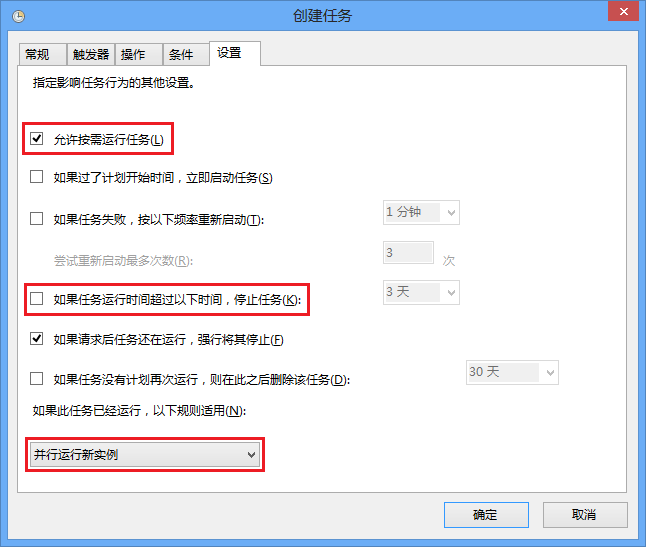 创建任务
常规 触发器 操作 条件 设置
指定影响任务行为的其他设置。
允许按需运行任务(L)
如果过了计划开始时间，立即启动任务(S)
如果任务失败，按以下频率重新启动(T): 1 分钟
尝试重新启动最多次数(R): 3 次
如果任务运行时间超过以下时间，停止任务(K): 3 天
如果请求后任务还在运行，强行将其停止(F)
如果任务没有计划再次运行，则在此之后删除该任务(D): 30 天
如果此任务已经运行，以下规则适用(N):
并行运行新实例
确定 取消